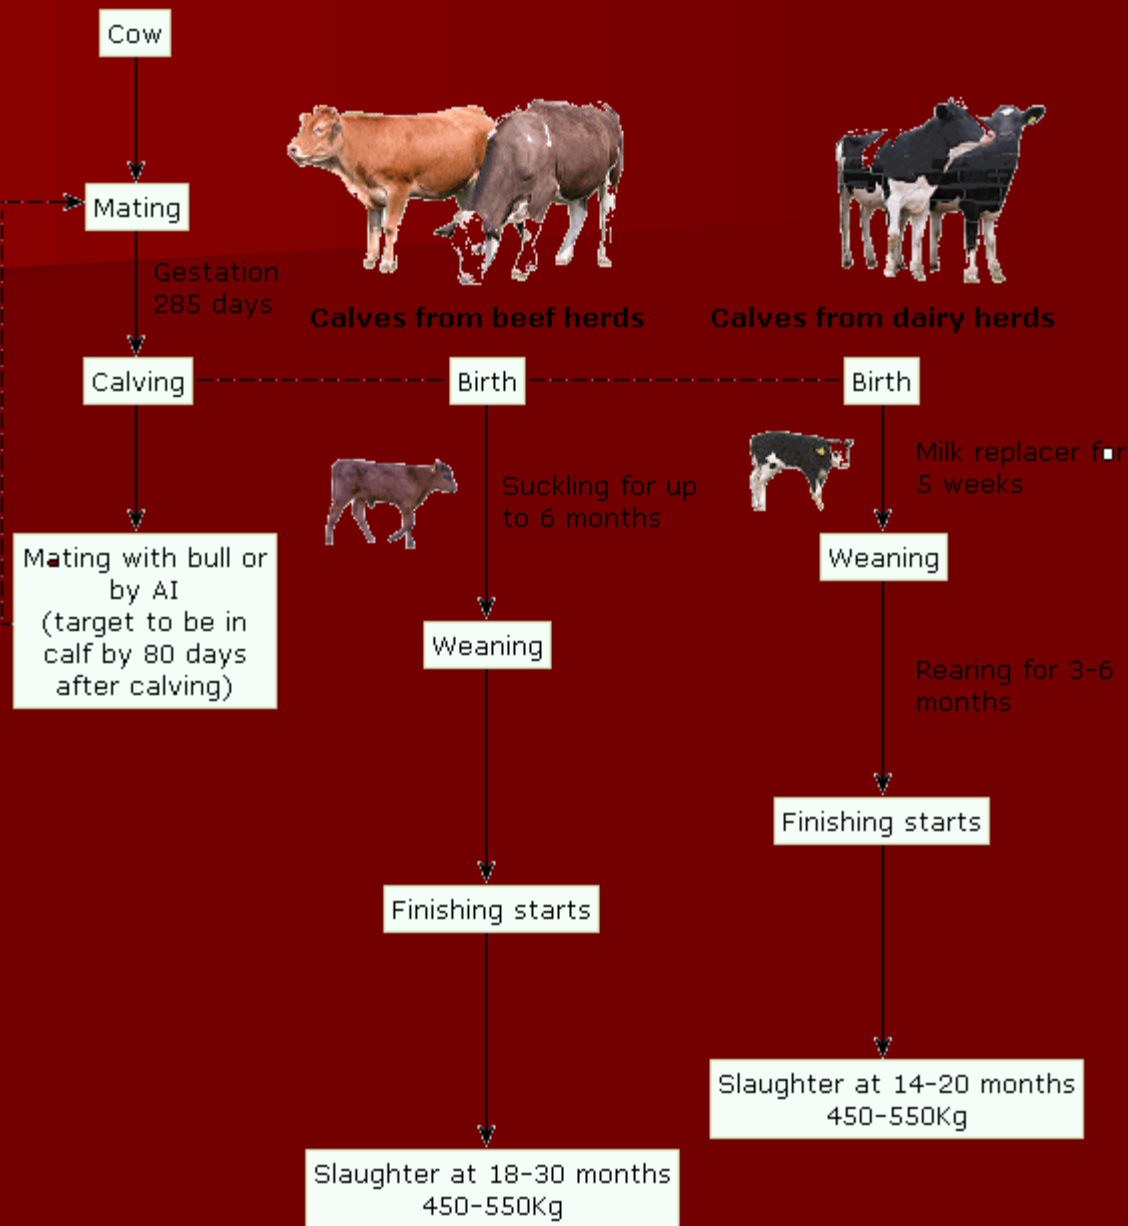 Cow
Mating
Gestation
285 days
Calves from beef herds
Calves from dairy herds
Calving
Birth
Birth
Milk replacer for
5 weeks
Suckling for up
to 6 months
Mating with bull or
by AI
(target to be in
calf by 80 days
after calving)
Weaning
Weaning
Rearing for 3-6
months
Finishing starts
Finishing starts
Slaughter at 14-20 months
450-550Kg
Slaughter at 18-30 months
450-550Kg